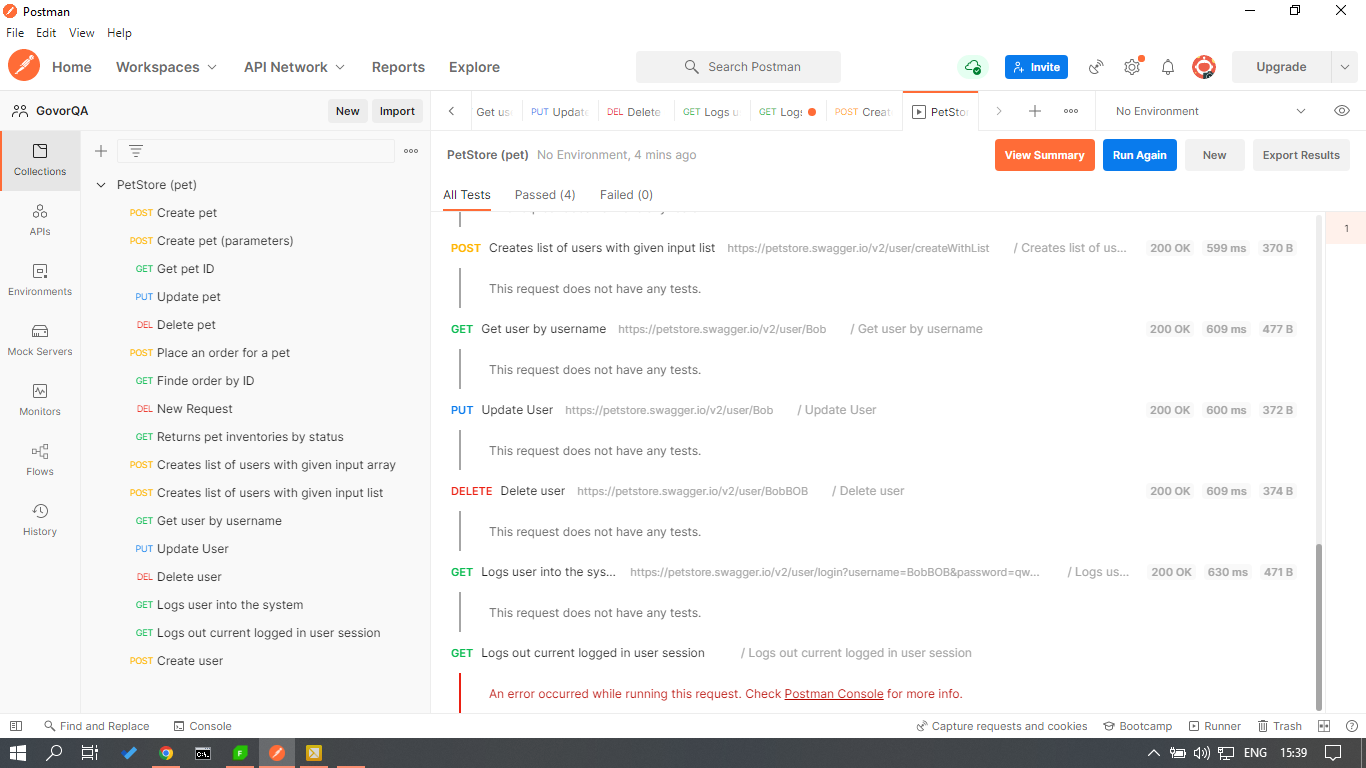 Postman
File Edit View Help
Home Workspaces API Network Reports Explore
Search Postman
Invite
Upgrade
GovorQA
New Import
Get us
PUT Update
DEL Delete
GET Logs u
GET Logs
POST Creat
PetSto
No Environment
Collections
APIs
Environments
Mock Servers
Monitors
Flows
History
PetStore (pet)
POST Create pet
POST Create pet (parameters)
GET Get pet ID
PUT Update pet
DEL Delete pet
POST Place an order for a pet
GET Finde order by ID
DEL New Request
GET Returns pet inventories by status
POST Creates list of users with given input array
POST Creates list of users with given input list
GET Get user by username
PUT Update User
DEL Delete user
GET Logs user into the system
GET Logs out current logged in user session
POST Create user
PetStore (pet) No Environment, 4 mins ago
View Summary Run Again New Export Results
All Tests Passed (4) Failed (0)
1
POST Creates list of users with given input list https://petstore.swagger.io/v2/user/createWithList / Creates list of us... 200 OK 599 ms 370 B
This request does not have any tests.
GET Get user by username https://petstore.swagger.io/v2/user/Bob / Get user by username 200 OK 609 ms 477 B
This request does not have any tests.
PUT Update User https://petstore.swagger.io/v2/user/Bob / Update User 200 OK 600 ms 372 B
This request does not have any tests.
DELETE Delete user https://petstore.swagger.io/v2/user/BobBOB / Delete user 200 OK 609 ms 374 B
This request does not have any tests.
GET Logs user into the sys... https://petstore.swagger.io/v2/user/login?username=BobBOB&password=qw... / Logs us... 200 OK 630 ms 471 B
This request does not have any tests.
GET Logs out current logged in user session / Logs out current logged in user session
An error occurred while running this request. Check Postman Console for more info.
Find and Replace Console
Capture requests and cookies Bootcamp Runner Trash
ENG 15:39